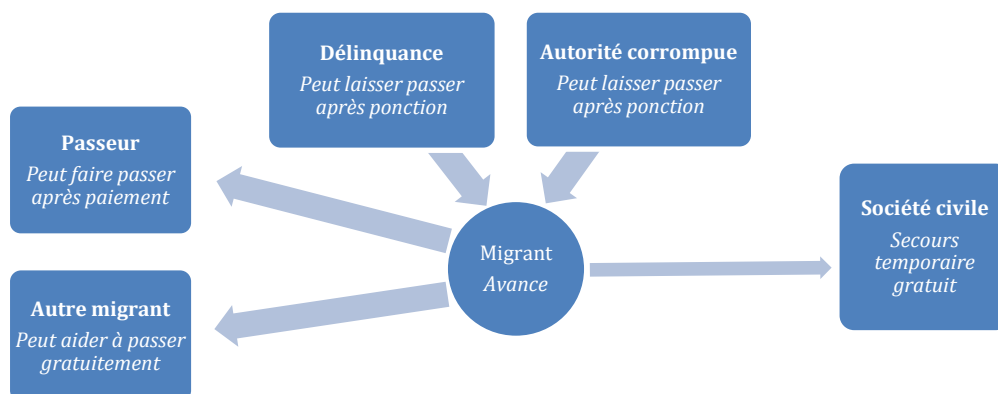 Délinquance
Peut laisser passer
après ponction
Autorité corrompue
Peut laisser passer
après ponction
Passeur
Peut faire passer
après paiement
Société civile
Secours
temporaire
gratuit
Migrant
Avance
Autre migrant
Peut aider à passer
gratuitement